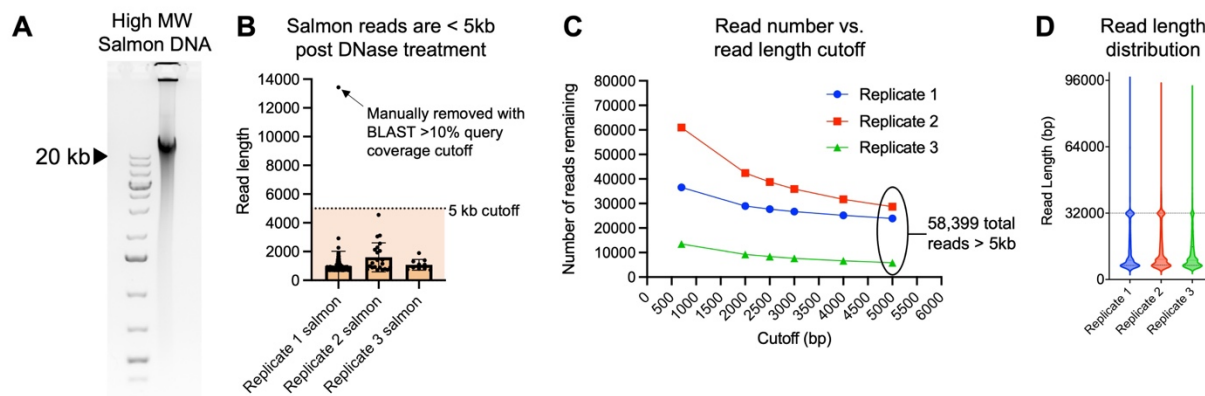 A
High MW
Salmon DNA
20 kb
B
Salmon reads are < 5kb
post DNase treatment
Read length
14000
12000
10000
8000
6000
4000
2000
0
Manually removed with
BLAST >10% query
coverage cutoff
5 kb cutoff
Replicate 1 salmon
Replicate 2 salmon
Replicate 3 salmon
C
Read number vs.
read length cutoff
Number of reads remaining
80000
70000
60000
50000
40000
30000
20000
10000
0
Replicate 1
Replicate 2
Replicate 3
58,399 total
reads > 5kb
0
500
1000
1500
2000
2500
3000
3500
4000
4500
5000
5500
6000
Cutoff (bp)
D
Read length
distribution
Read Length (bp)
96000
64000
32000
0
Replicate 1
Replicate 2
Replicate 3